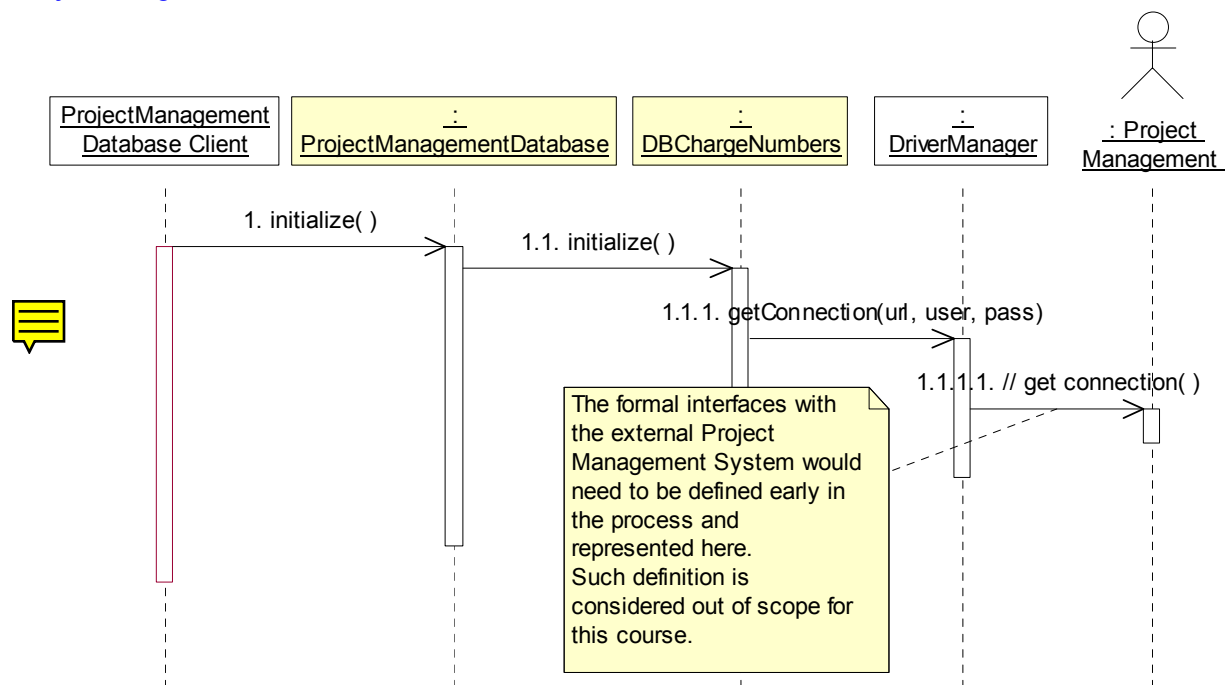 ProjectManagement
Database Client
:
ProjectManagementDatabase
:
DBChargeNumbers
:
DriverManager
: Project
Management
1. initialize( )
1.1. initialize( )
1.1.1. getConnection(url, user, pass)
1.1.1.1. // get connection( )
The formal interfaces with
the external Project
Management System would
need to be defined early in
the process and
represented here.
Such definition is
considered out of scope for
this course.